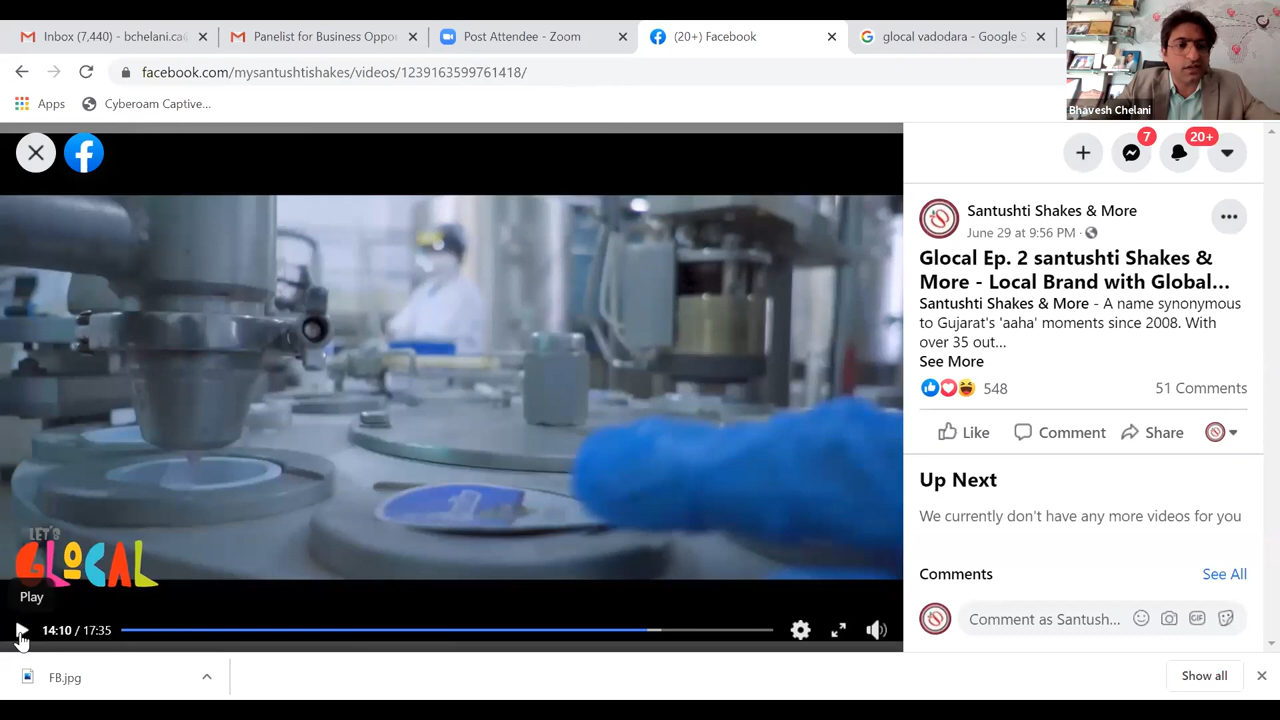 Inbox (7,440) - bchelani.ca
Panelist for Business Oppo
Post Attendee - Zoom
(20+) Facebook
glocal vadodara - Google S
facebook.com/mysantushtishakes/videos/1239163599761418/
Bhavesh Chelani
Apps
Cyberoam Captive...
7
20+
Santushti Shakes & More
June 29 at 9:56 PM ·
Glocal Ep. 2 santushti Shakes &
More - Local Brand with Global...
Santushti Shakes & More - A name synonymous
to Gujarat's 'aaha' moments since 2008. With
over 35 out...
See More
548
51 Comments
Like
Comment
Share
Up Next
We currently don't have any more videos for you
LET'S
GLOCAL
Comments
See All
Play
14:10 / 17:35
Comment as Santush...
GIF
FB.jpg
Show all